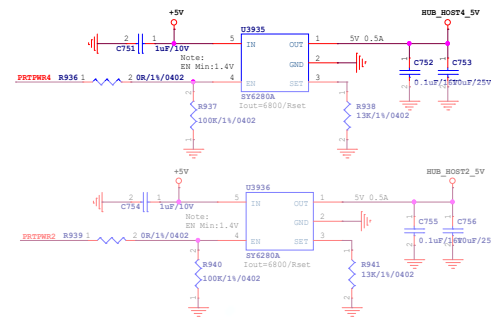 +5V
HUB_HOST4_5V
U3935
2 1
C751 1uF/10V
5 IN OUT 1 5V 0.5A
Note:
EN Min:1.4V
GND 2
C752 C753
0.1uF/16V
PRTPWR4 R936 1 2 0R/1%/0402
4 EN SET 3
SY6280A
Iout=6800/Rset
R937
100K/1%/0402
R938
13K/1%/0402
+5V
HUB_HOST2_5V
U3936
2 1
C754 1uF/10V
5 IN OUT 1 5V 0.5A
Note:
EN Min:1.4V
GND 2
C755 C756
0.1uF/16V
PRTPWR2 R939 1 2 0R/1%/0402
4 EN SET 3
SY6280A
Iout=6800/Rset
R940
100K/1%/0402
R941
13K/1%/0402